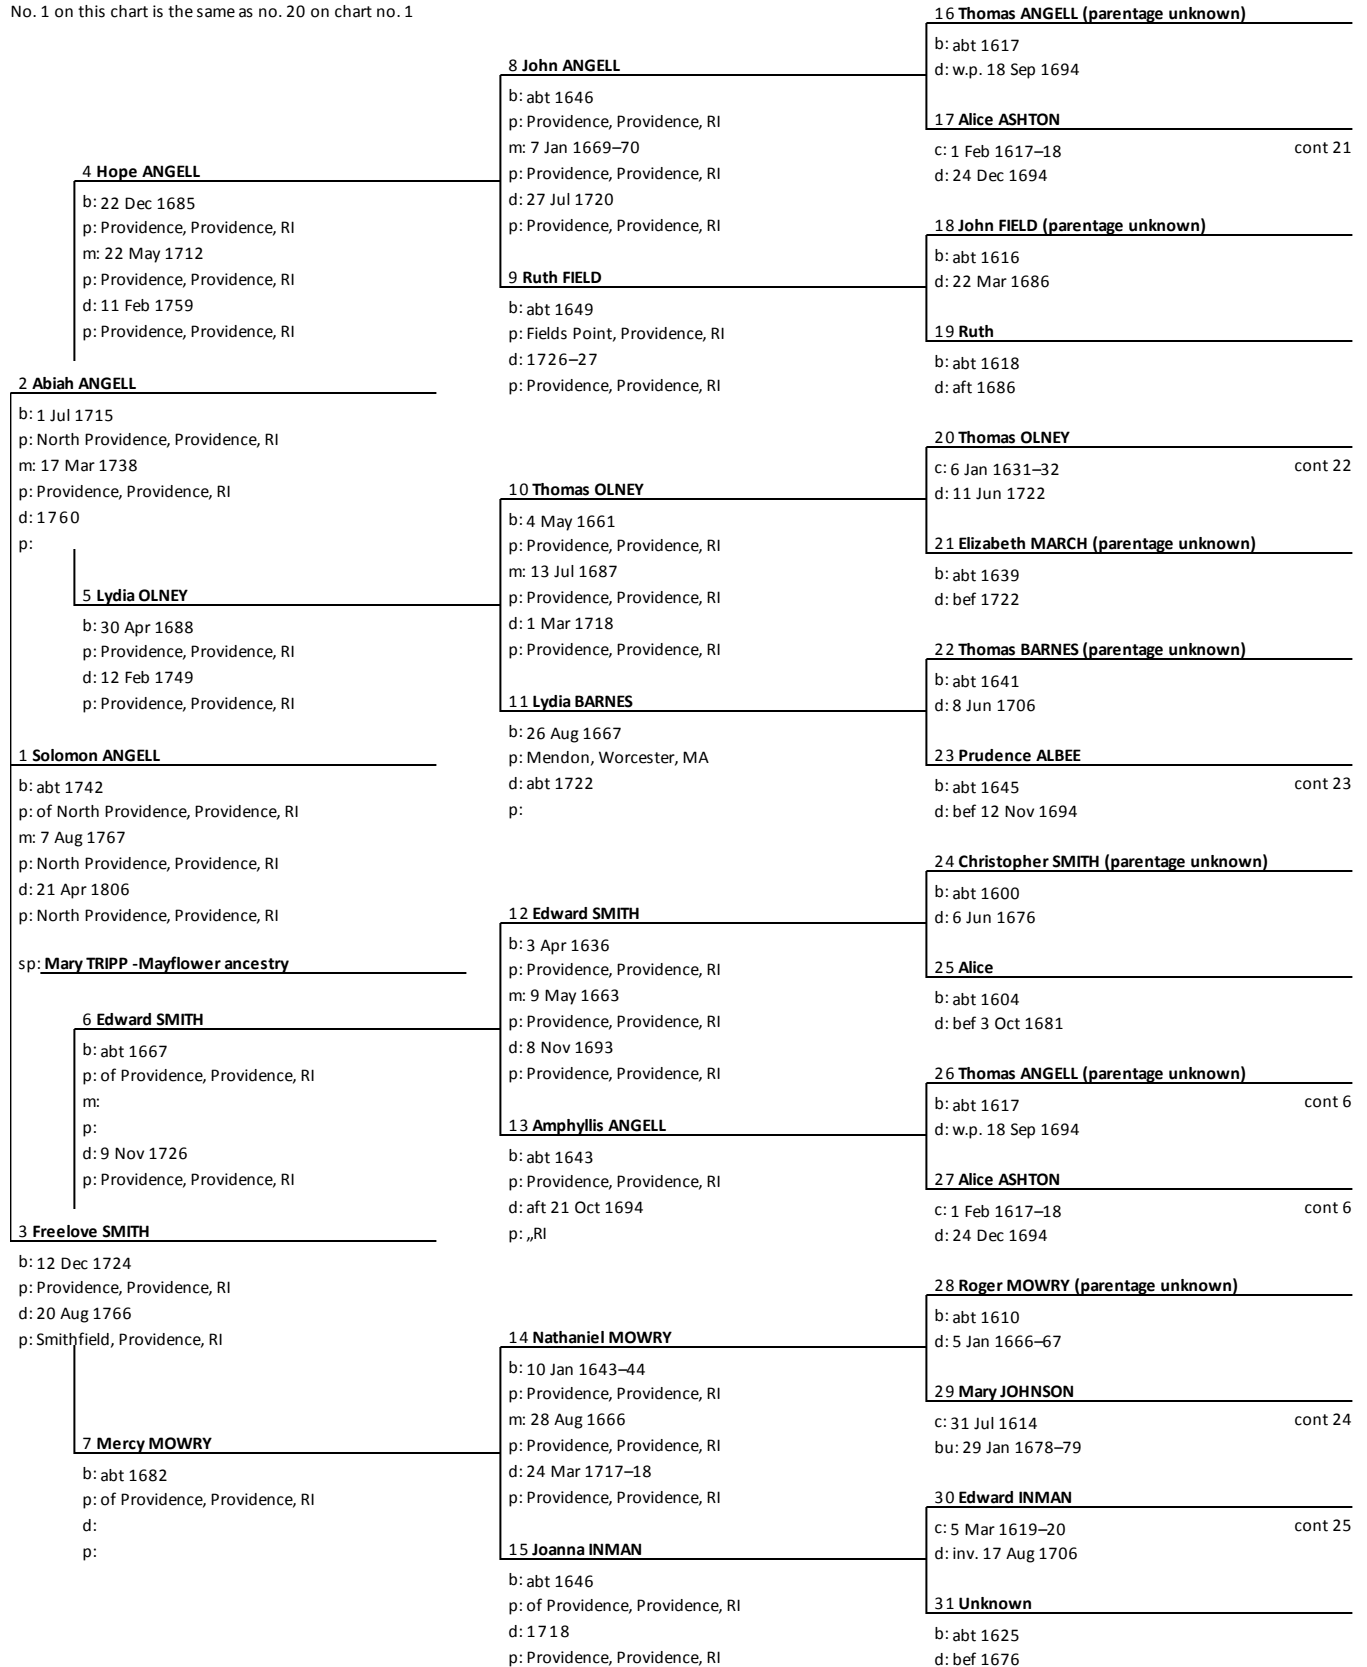 No. 1 on this chart is the same as no. 20 on chart no. 1
4 Hope ANGELL
b: 22 Dec 1685
p: Providence, Providence, RI
m: 22 May 1712
p: Providence, Providence, RI
d: 11 Feb 1759
p: Providence, Providence, RI
2 Abiah ANGELL
b: 1 Jul 1715
p: North Providence, Providence, RI
m: 17 Mar 1738
p: Providence, Providence, RI
d: 1760
p:
5 Lydia OLNEY
b: 30 Apr 1688
p: Providence, Providence, RI
d: 12 Feb 1749
p: Providence, Providence, RI
1 Solomon ANGELL
b: abt 1742
p: of North Providence, Providence, RI
m: 7 Aug 1767
p: North Providence, Providence, RI
d: 21 Apr 1806
p: North Providence, Providence, RI
sp: Mary TRIPP -Mayflower ancestry
6 Edward SMITH
b: abt 1667
p: of Providence, Providence, RI
m:
p:
d: 9 Nov 1726
p: Providence, Providence, RI
3 Freelove SMITH
b: 12 Dec 1724
p: Providence, Providence, RI
d: 20 Aug 1766
p: Smithfield, Providence, RI
7 Mercy MOWRY
b: abt 1682
p: of Providence, Providence, RI
d:
p:
8 John ANGELL
b: abt 1646
p: Providence, Providence, RI
m: 7 Jan 1669–70
p: Providence, Providence, RI
d: 27 Jul 1720
p: Providence, Providence, RI
9 Ruth FIELD
b: abt 1649
p: Fields Point, Providence, RI
d: 1726–27
p: Providence, Providence, RI
10 Thomas OLNEY
b: 4 May 1661
p: Providence, Providence, RI
m: 13 Jul 1687
p: Providence, Providence, RI
d: 1 Mar 1718
p: Providence, Providence, RI
11 Lydia BARNES
b: 26 Aug 1667
p: Mendon, Worcester, MA
d: abt 1722
p:
12 Edward SMITH
b: 3 Apr 1636
p: Providence, Providence, RI
m: 9 May 1663
p: Providence, Providence, RI
d: 8 Nov 1693
p: Providence, Providence, RI
13 Amphyllis ANGELL
b: abt 1643
p: Providence, Providence, RI
d: aft 21 Oct 1694
p: ,,RI
14 Nathaniel MOWRY
b: 10 Jan 1643–44
p: Providence, Providence, RI
m: 28 Aug 1666
p: Providence, Providence, RI
d: 24 Mar 1717–18
p: Providence, Providence, RI
15 Joanna INMAN
b: abt 1646
p: of Providence, Providence, RI
d: 1718
p: Providence, Providence, RI
16 Thomas ANGELL (parentage unknown)
b: abt 1617
d: w.p. 18 Sep 1694
17 Alice ASHTON
c: 1 Feb 1617–18 cont 21
d: 24 Dec 1694
18 John FIELD (parentage unknown)
b: abt 1616
d: 22 Mar 1686
19 Ruth
b: abt 1618
d: aft 1686
20 Thomas OLNEY
c: 6 Jan 1631–32 cont 22
d: 11 Jun 1722
21 Elizabeth MARCH (parentage unknown)
b: abt 1639
d: bef 1722
22 Thomas BARNES (parentage unknown)
b: abt 1641
d: 8 Jun 1706
23 Prudence ALBEE
b: abt 1645 cont 23
d: bef 12 Nov 1694
24 Christopher SMITH (parentage unknown)
b: abt 1600
d: 6 Jun 1676
25 Alice
b: abt 1604
d: bef 3 Oct 1681
26 Thomas ANGELL (parentage unknown)
b: abt 1617 cont 6
d: w.p. 18 Sep 1694
27 Alice ASHTON
c: 1 Feb 1617–18 cont 6
d: 24 Dec 1694
28 Roger MOWRY (parentage unknown)
b: abt 1610
d: 5 Jan 1666–67
29 Mary JOHNSON
c: 31 Jul 1614 cont 24
bu: 29 Jan 1678–79
30 Edward INMAN
c: 5 Mar 1619–20 cont 25
d: inv. 17 Aug 1706
31 Unknown
b: abt 1625
d: bef 1676